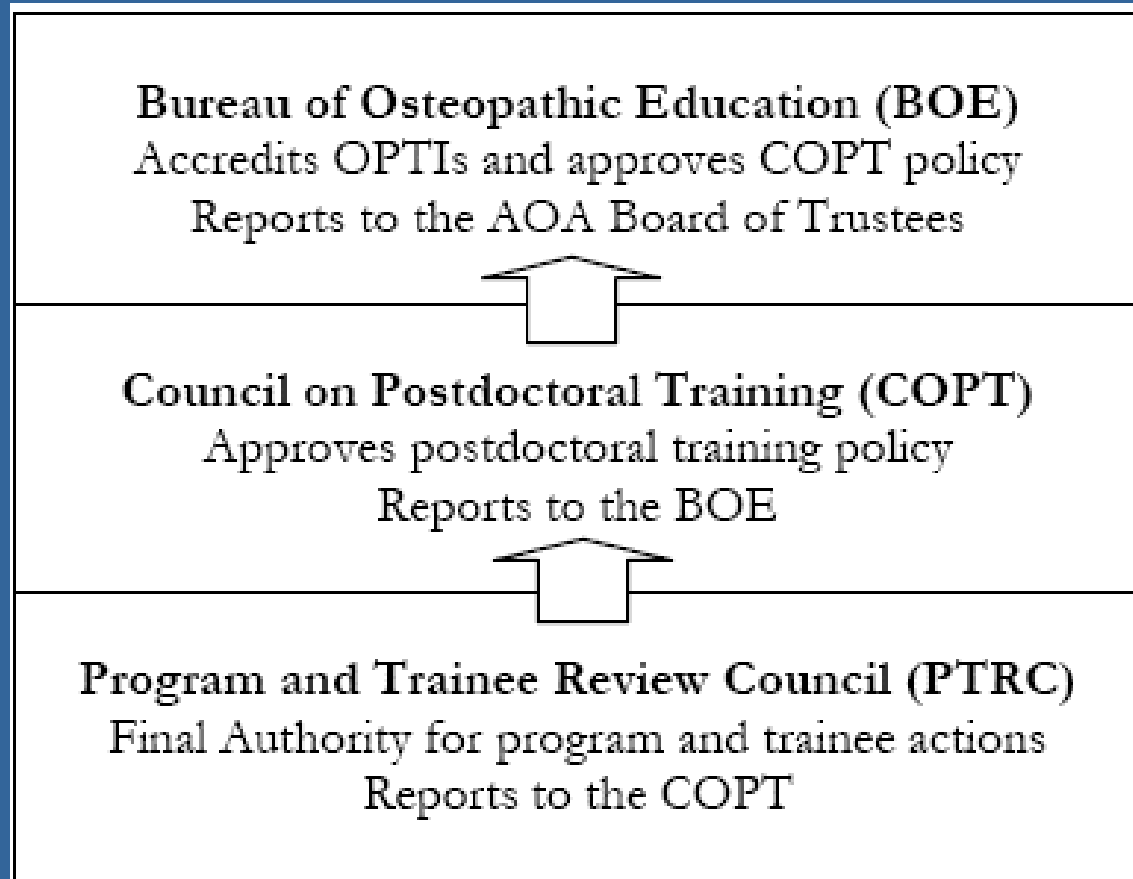 Bureau of Osteopathic Education (BOE)
Accredits OPTIs and approves COPT policy
Reports to the AOA Board of Trustees
Council on Postdoctoral Training (COPT)
Approves postdoctoral training policy
Reports to the BOE
Program and Trainee Review Council (PTRC)
Final Authority for program and trainee actions
Reports to the COPT